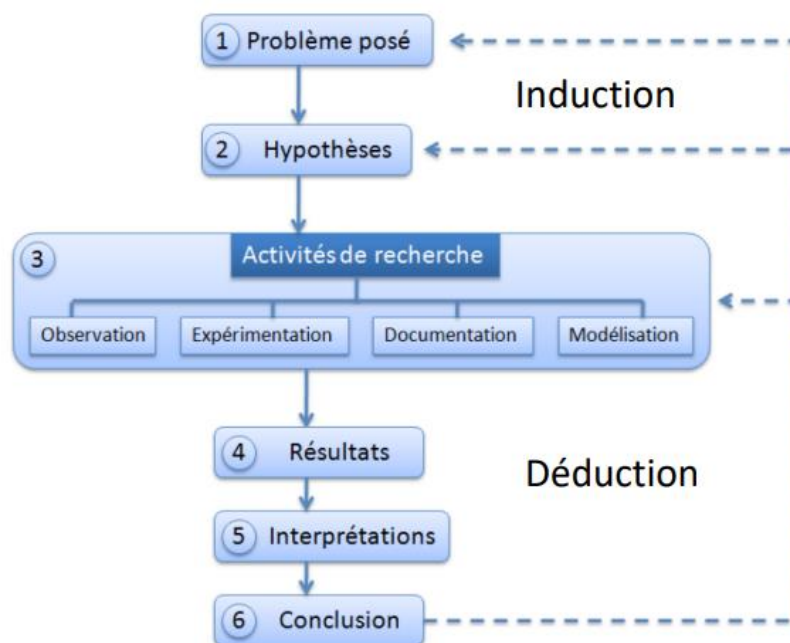 1 Problème posé
Induction
2 Hypothèses
3
Activités de recherche
Observation Expérimentation Documentation Modélisation
4 Résultats
Déduction
5 Interprétations
6 Conclusion